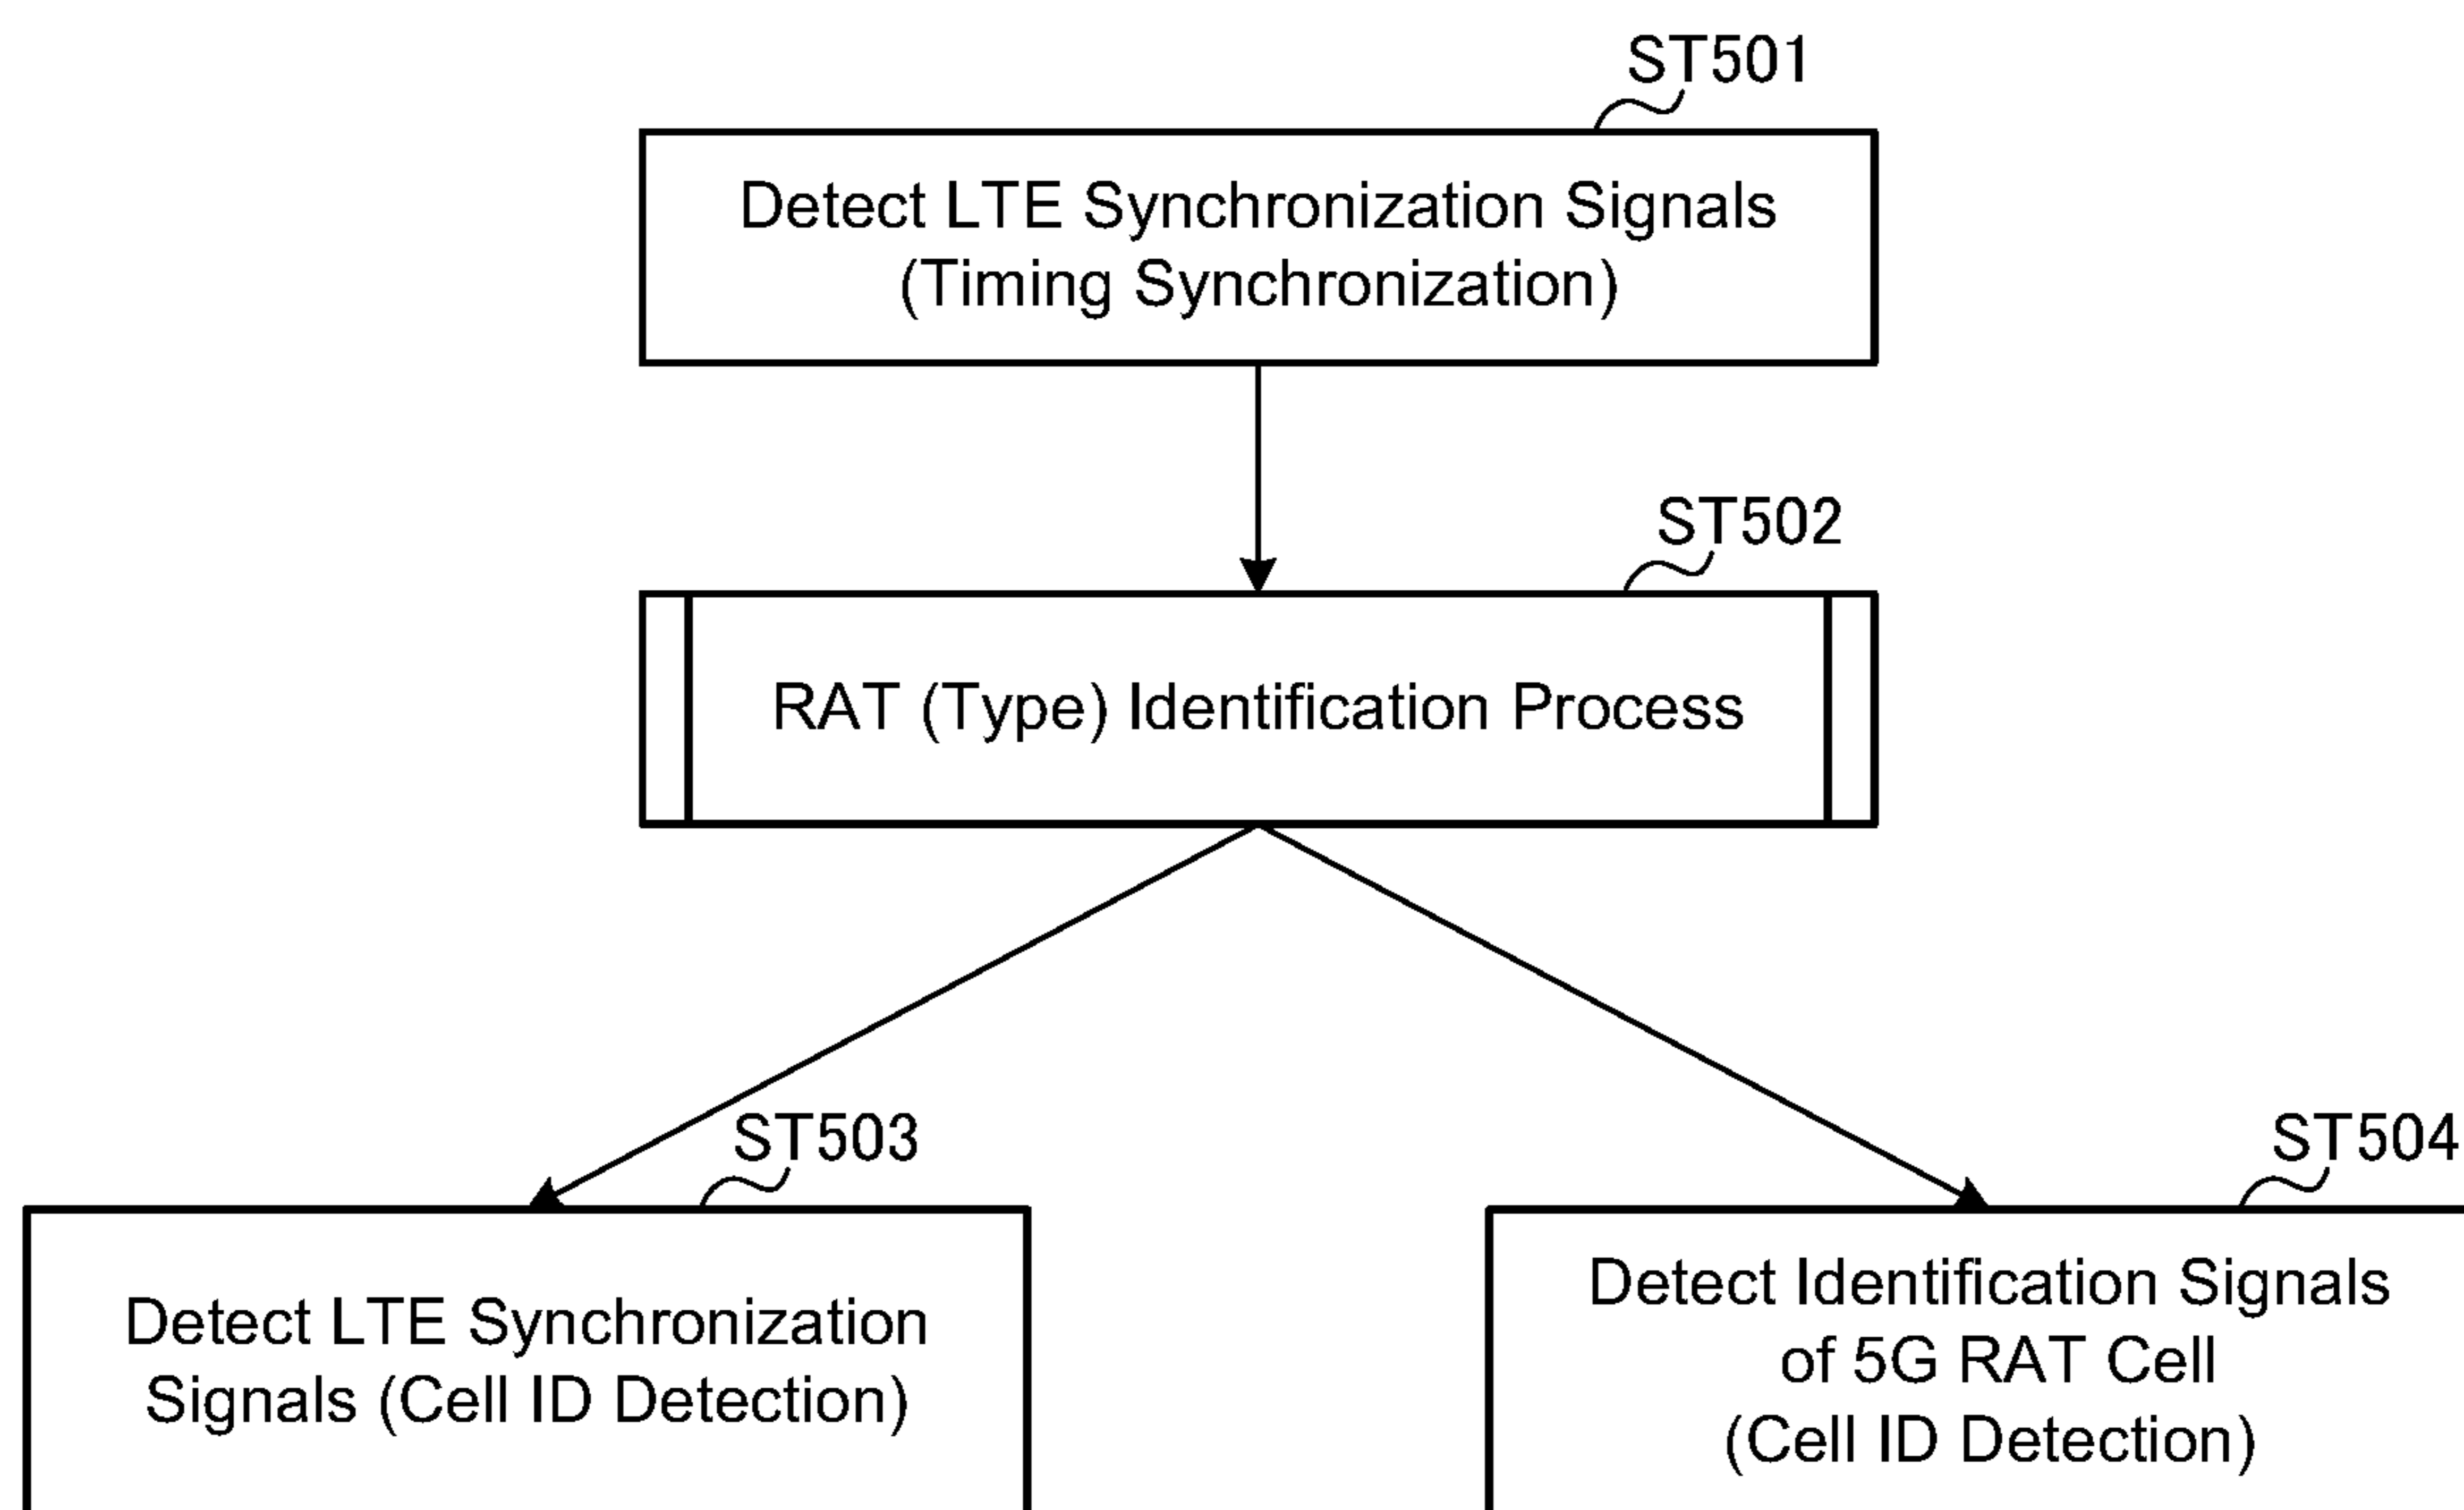 ST501
Detect LTE Synchronization Signals
(Timing Synchronization)
ST502
RAT (Type) Identification Process
ST503
Detect LTE Synchronization
Signals (Cell ID Detection)
ST504
Detect Identification Signals
of 5G RAT Cell
(Cell ID Detection)